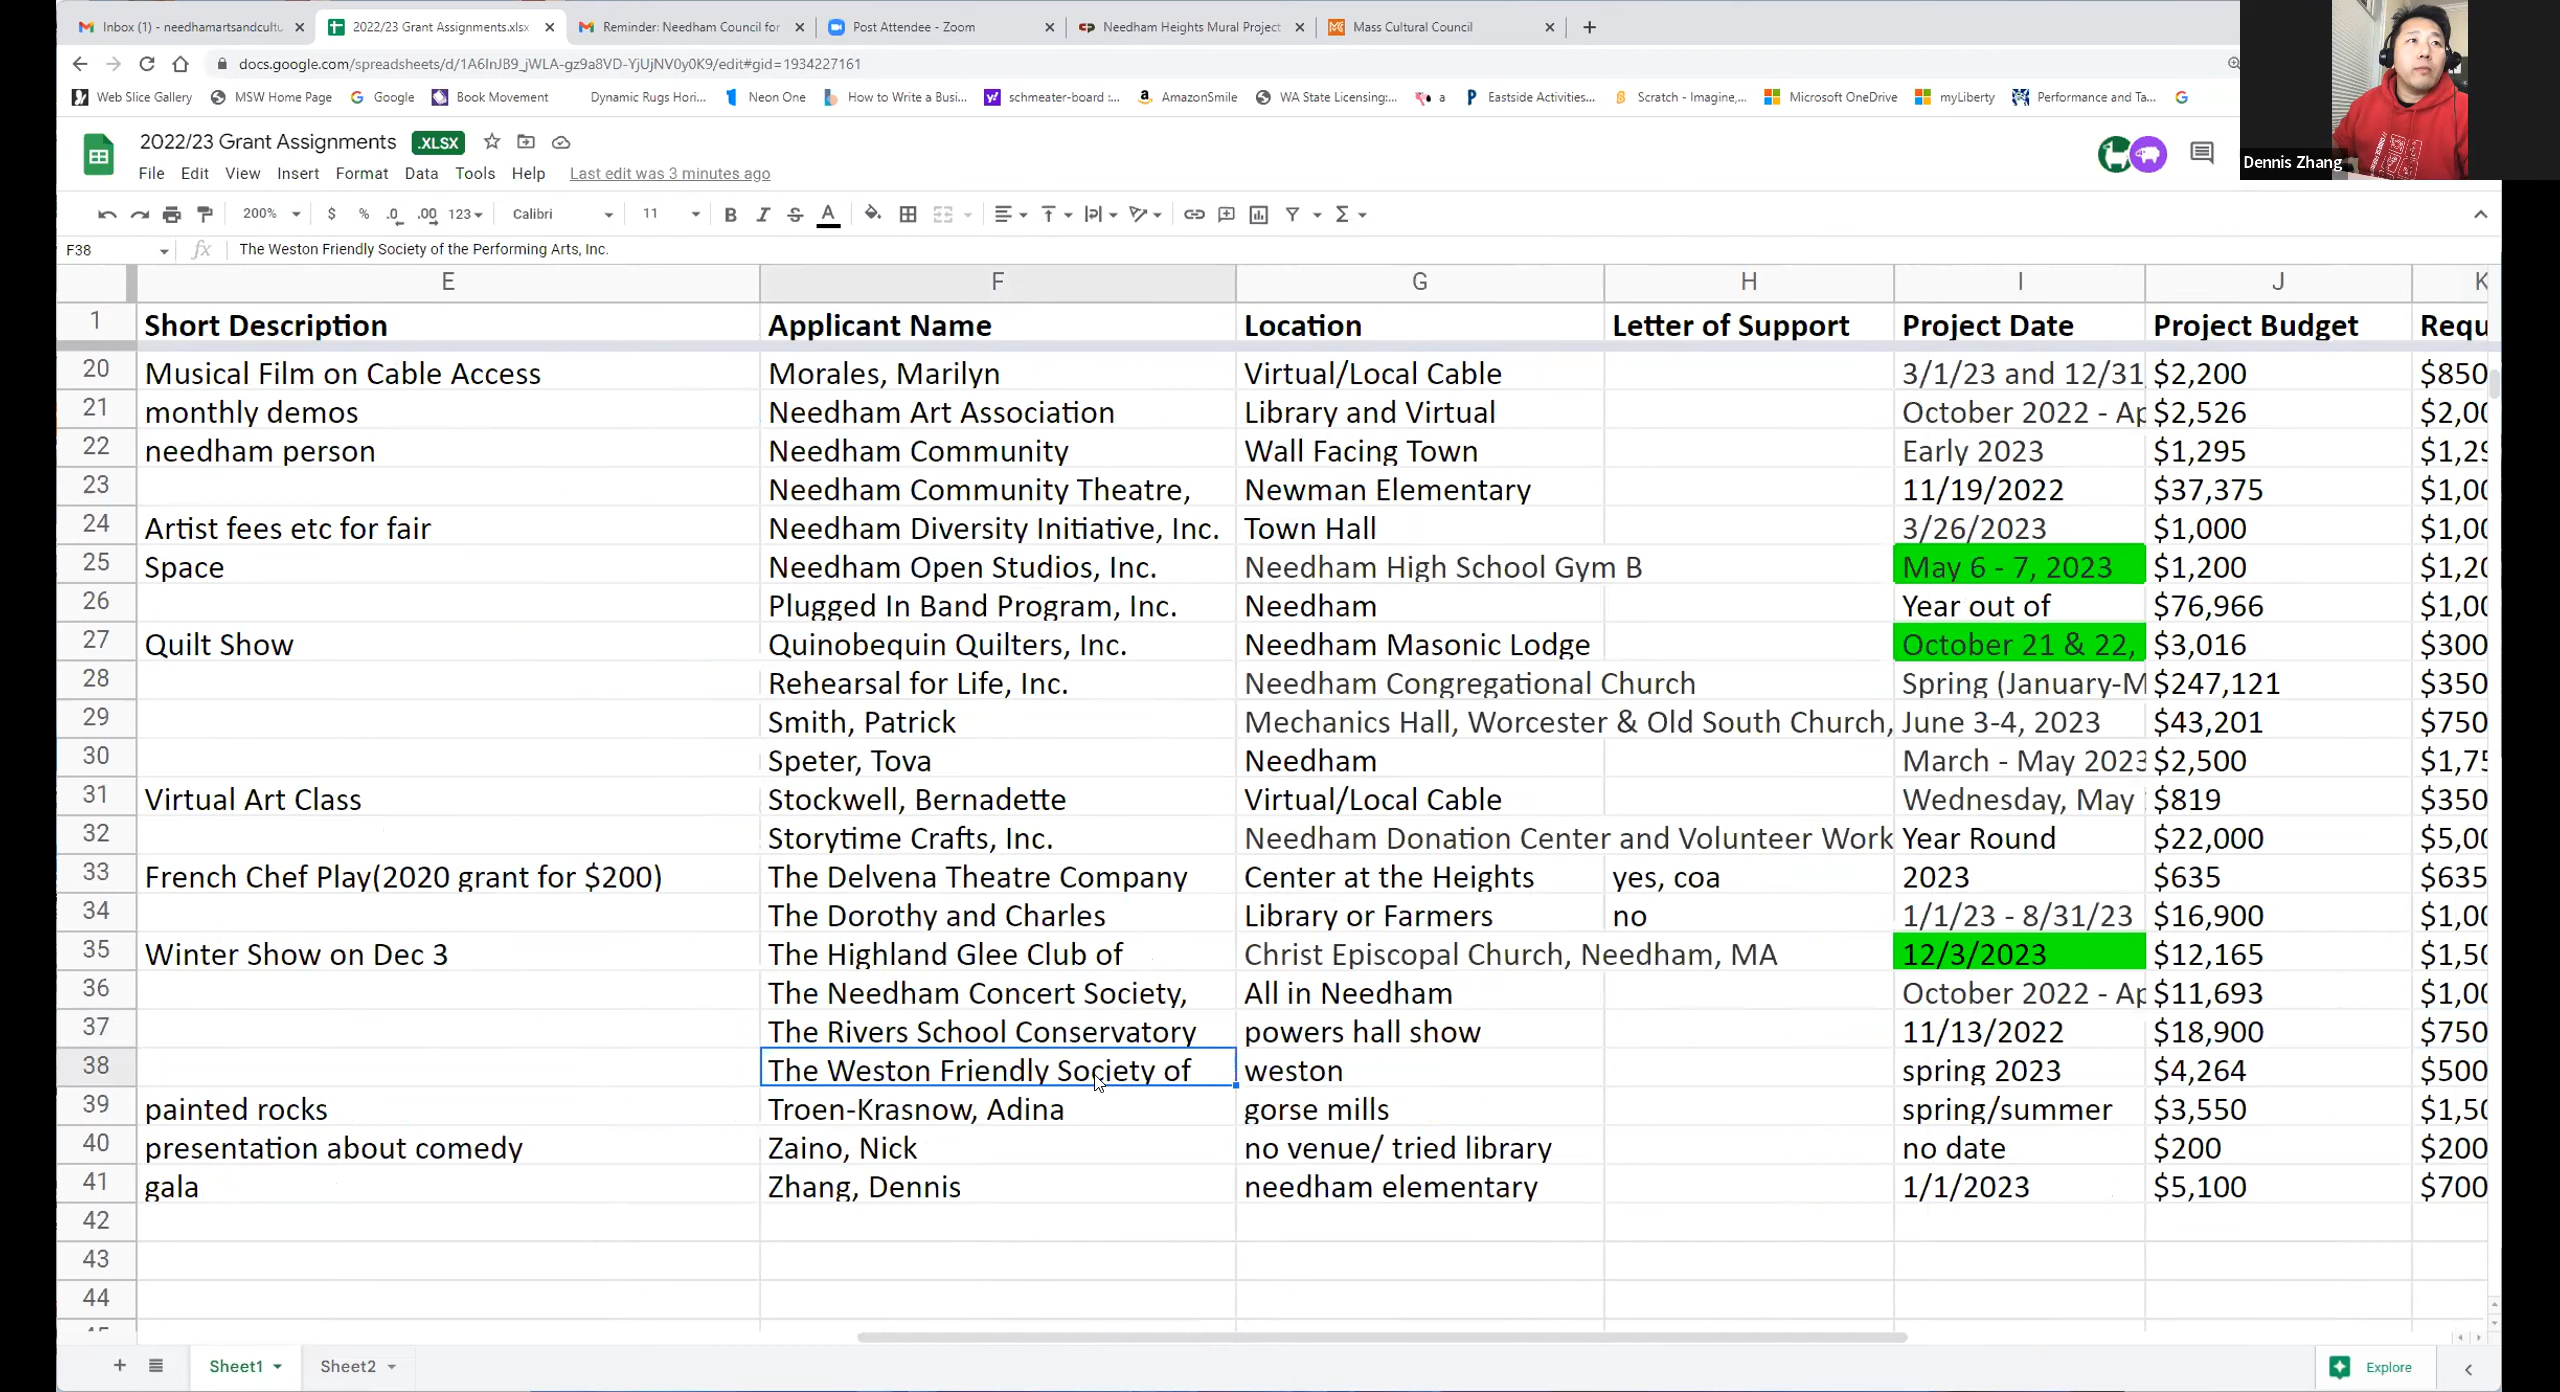 Inbox (1) - needhamartsandcultu
2022/23 Grant Assignments.xlsx
Reminder: Needham Council for
Post Attendee - Zoom
Needham Heights Mural Project
Mass Cultural Council
docs.google.com/spreadsheets/d/1A6InJB9_jWLA-gz9a8VD-YjUjNV0y0K9/edit#gid=1934227161
Web Slice Gallery MSW Home Page Google Book Movement Dynamic Rugs Hori... Neon One How to Write a Busi... schmeater-board :... AmazonSmile WA State Licensing:... a Eastside Activities... Scratch - Imagine,... Microsoft OneDrive myLiberty Performance and Ta...
2022/23 Grant Assignments .XLSX
Dennis Zhang
File Edit View Insert Format Data Tools Help Last edit was 3 minutes ago
200% $ % .0 .00 123 Calibri 11 B I S A
F38 fx The Weston Friendly Society of the Performing Arts, Inc.
E F G H I J K
1 Short Description Applicant Name Location Letter of Support Project Date Project Budget Requ
20 Musical Film on Cable Access Morales, Marilyn Virtual/Local Cable 3/1/23 and 12/31 $2,200 $850
21 monthly demos Needham Art Association Library and Virtual October 2022 - Ap $2,526 $2,00
22 needham person Needham Community Wall Facing Town Early 2023 $1,295 $1,29
23 Needham Community Theatre, Newman Elementary 11/19/2022 $37,375 $1,00
24 Artist fees etc for fair Needham Diversity Initiative, Inc. Town Hall 3/26/2023 $1,000 $1,00
25 Space Needham Open Studios, Inc. Needham High School Gym B May 6 - 7, 2023 $1,200 $1,20
26 Plugged In Band Program, Inc. Needham Year out of $76,966 $1,00
27 Quilt Show Quinobequin Quilters, Inc. Needham Masonic Lodge October 21 & 22, $3,016 $300
28 Rehearsal for Life, Inc. Needham Congregational Church Spring (January-M $247,121 $350
29 Smith, Patrick Mechanics Hall, Worcester & Old South Church, June 3-4, 2023 $43,201 $750
30 Speter, Tova Needham March - May 2023 $2,500 $1,75
31 Virtual Art Class Stockwell, Bernadette Virtual/Local Cable Wednesday, May $819 $350
32 Storytime Crafts, Inc. Needham Donation Center and Volunteer Work Year Round $22,000 $5,00
33 French Chef Play(2020 grant for $200) The Delvena Theatre Company Center at the Heights yes, coa 2023 $635 $635
34 The Dorothy and Charles Library or Farmers no 1/1/23 - 8/31/23 $16,900 $1,00
35 Winter Show on Dec 3 The Highland Glee Club of Christ Episcopal Church, Needham, MA 12/3/2023 $12,165 $1,50
36 The Needham Concert Society, All in Needham October 2022 - Ap $11,693 $1,00
37 The Rivers School Conservatory powers hall show 11/13/2022 $18,900 $750
38 The Weston Friendly Society of weston spring 2023 $4,264 $500
39 painted rocks Troen-Krasnow, Adina gorse mills spring/summer $3,550 $1,50
40 presentation about comedy Zaino, Nick no venue/ tried library no date $200 $200
41 gala Zhang, Dennis needham elementary 1/1/2023 $5,100 $700
42
43
44
Sheet1 Sheet2 Explore